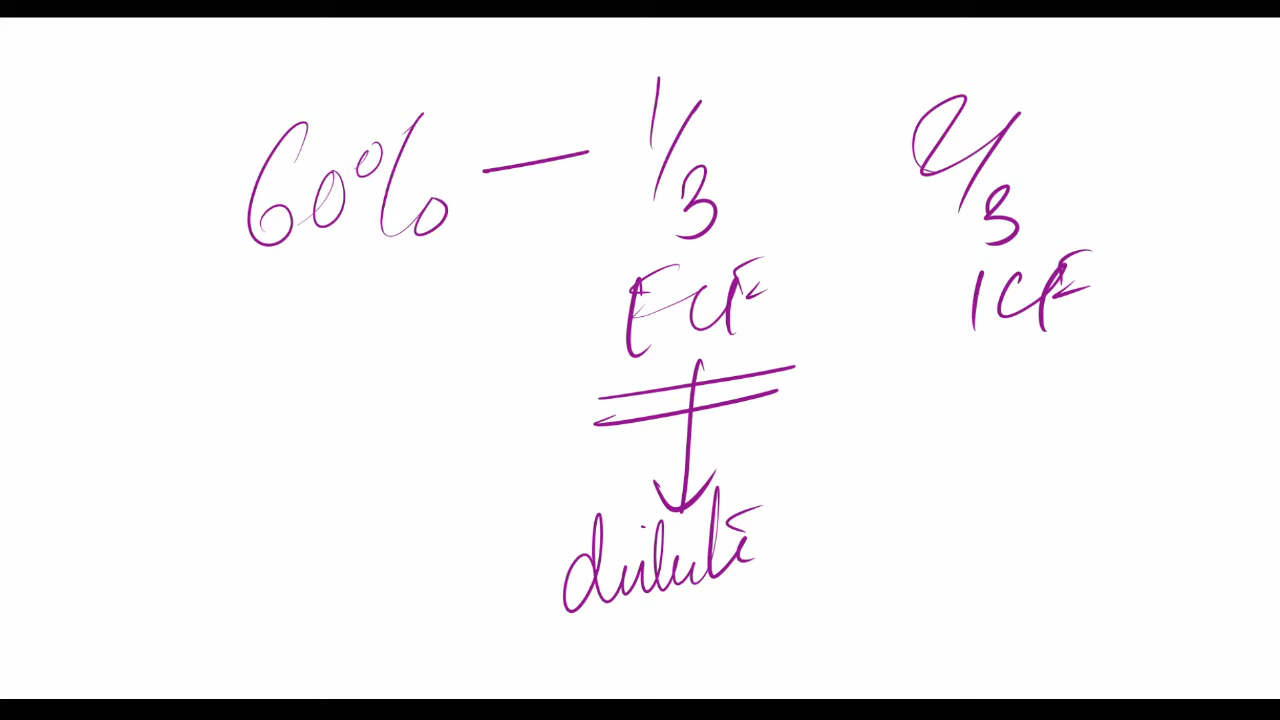 60% — 1/3 2/3
ECF ICF
dilute